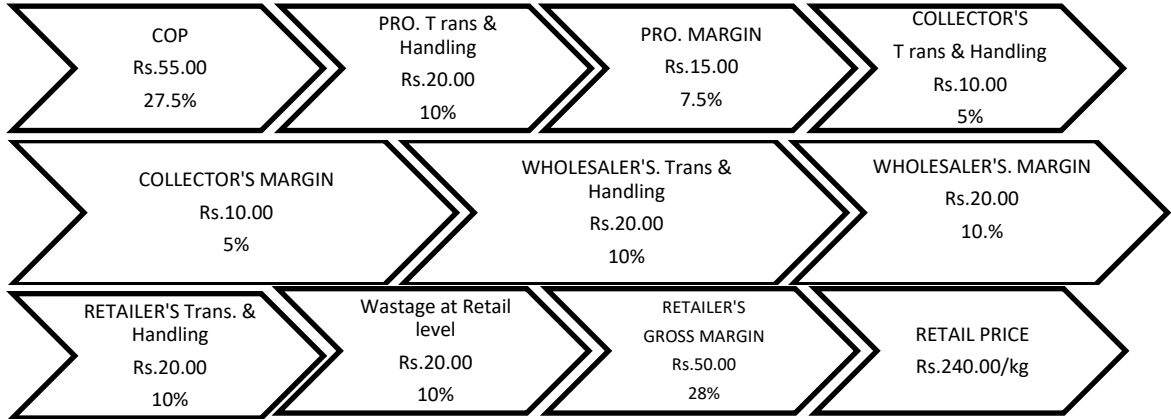 COP
Rs.55.00
27.5%
PRO. T rans &
Handling
Rs.20.00
10%
PRO. MARGIN
Rs.15.00
7.5%
COLLECTOR'S
T rans & Handling
Rs.10.00
5%
COLLECTOR'S MARGIN
Rs.10.00
5%
WHOLESALER'S. Trans &
Handling
Rs.20.00
10%
WHOLESALER'S. MARGIN
Rs.20.00
10.%
RETAILER'S Trans. &
Handling
Rs.20.00
10%
Wastage at Retail
level
Rs.20.00
10%
RETAILER'S
GROSS MARGIN
Rs.50.00
28%
RETAIL PRICE
Rs.240.00/kg